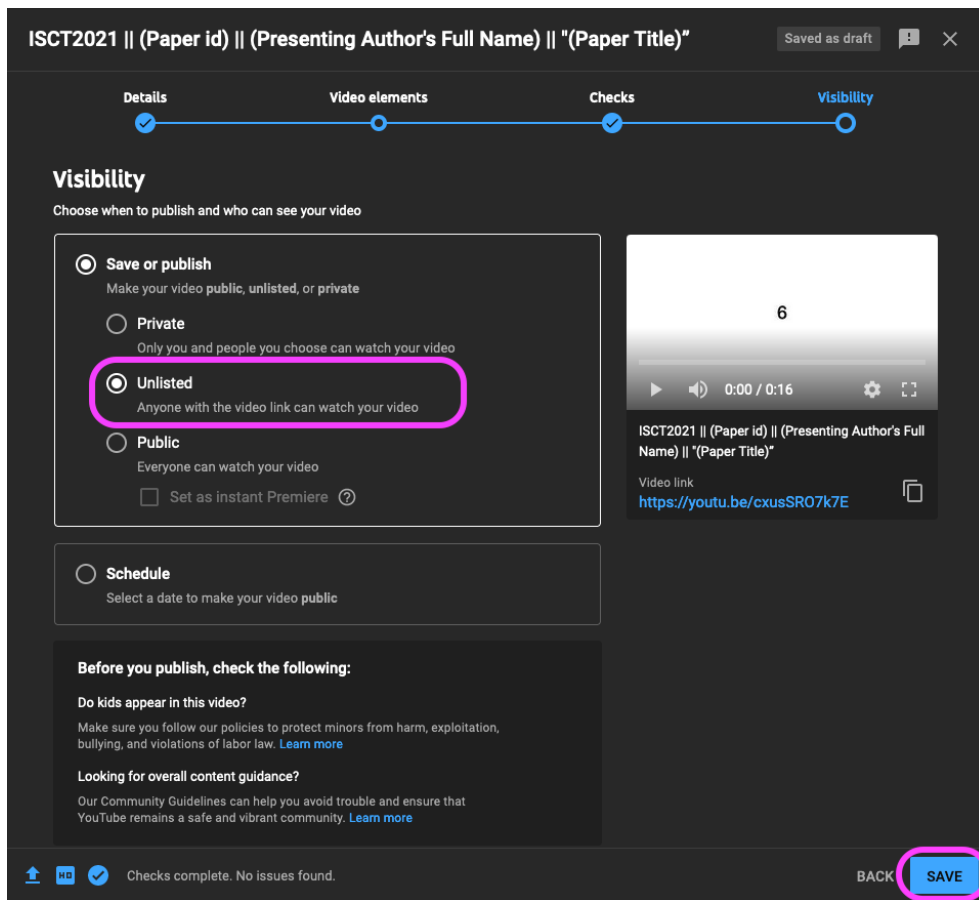 ISCT2021 || (Paper id) || (Presenting Author's Full Name) || "(Paper Title)”
Saved as draft
Details
Video elements
Checks
Visibility
Visibility
Choose when to publish and who can see your video
Save or publish
Make your video public, unlisted, or private
Private
Only you and people you choose can watch your video
Unlisted
Anyone with the video link can watch your video
Public
Everyone can watch your video
Set as instant Premiere ?
Schedule
Select a date to make your video public
6
0:00 / 0:16
ISCT2021 || (Paper id) || (Presenting Author's Full
Name) || "(Paper Title)”
Video link
https://youtu.be/cxusSRO7k7E
Before you publish, check the following:
Do kids appear in this video?
Make sure you follow our policies to protect minors from harm, exploitation,
bullying, and violations of labor law. Learn more
Looking for overall content guidance?
Our Community Guidelines can help you avoid trouble and ensure that
YouTube remains a safe and vibrant community. Learn more
HD
Checks complete. No issues found.
BACK
SAVE